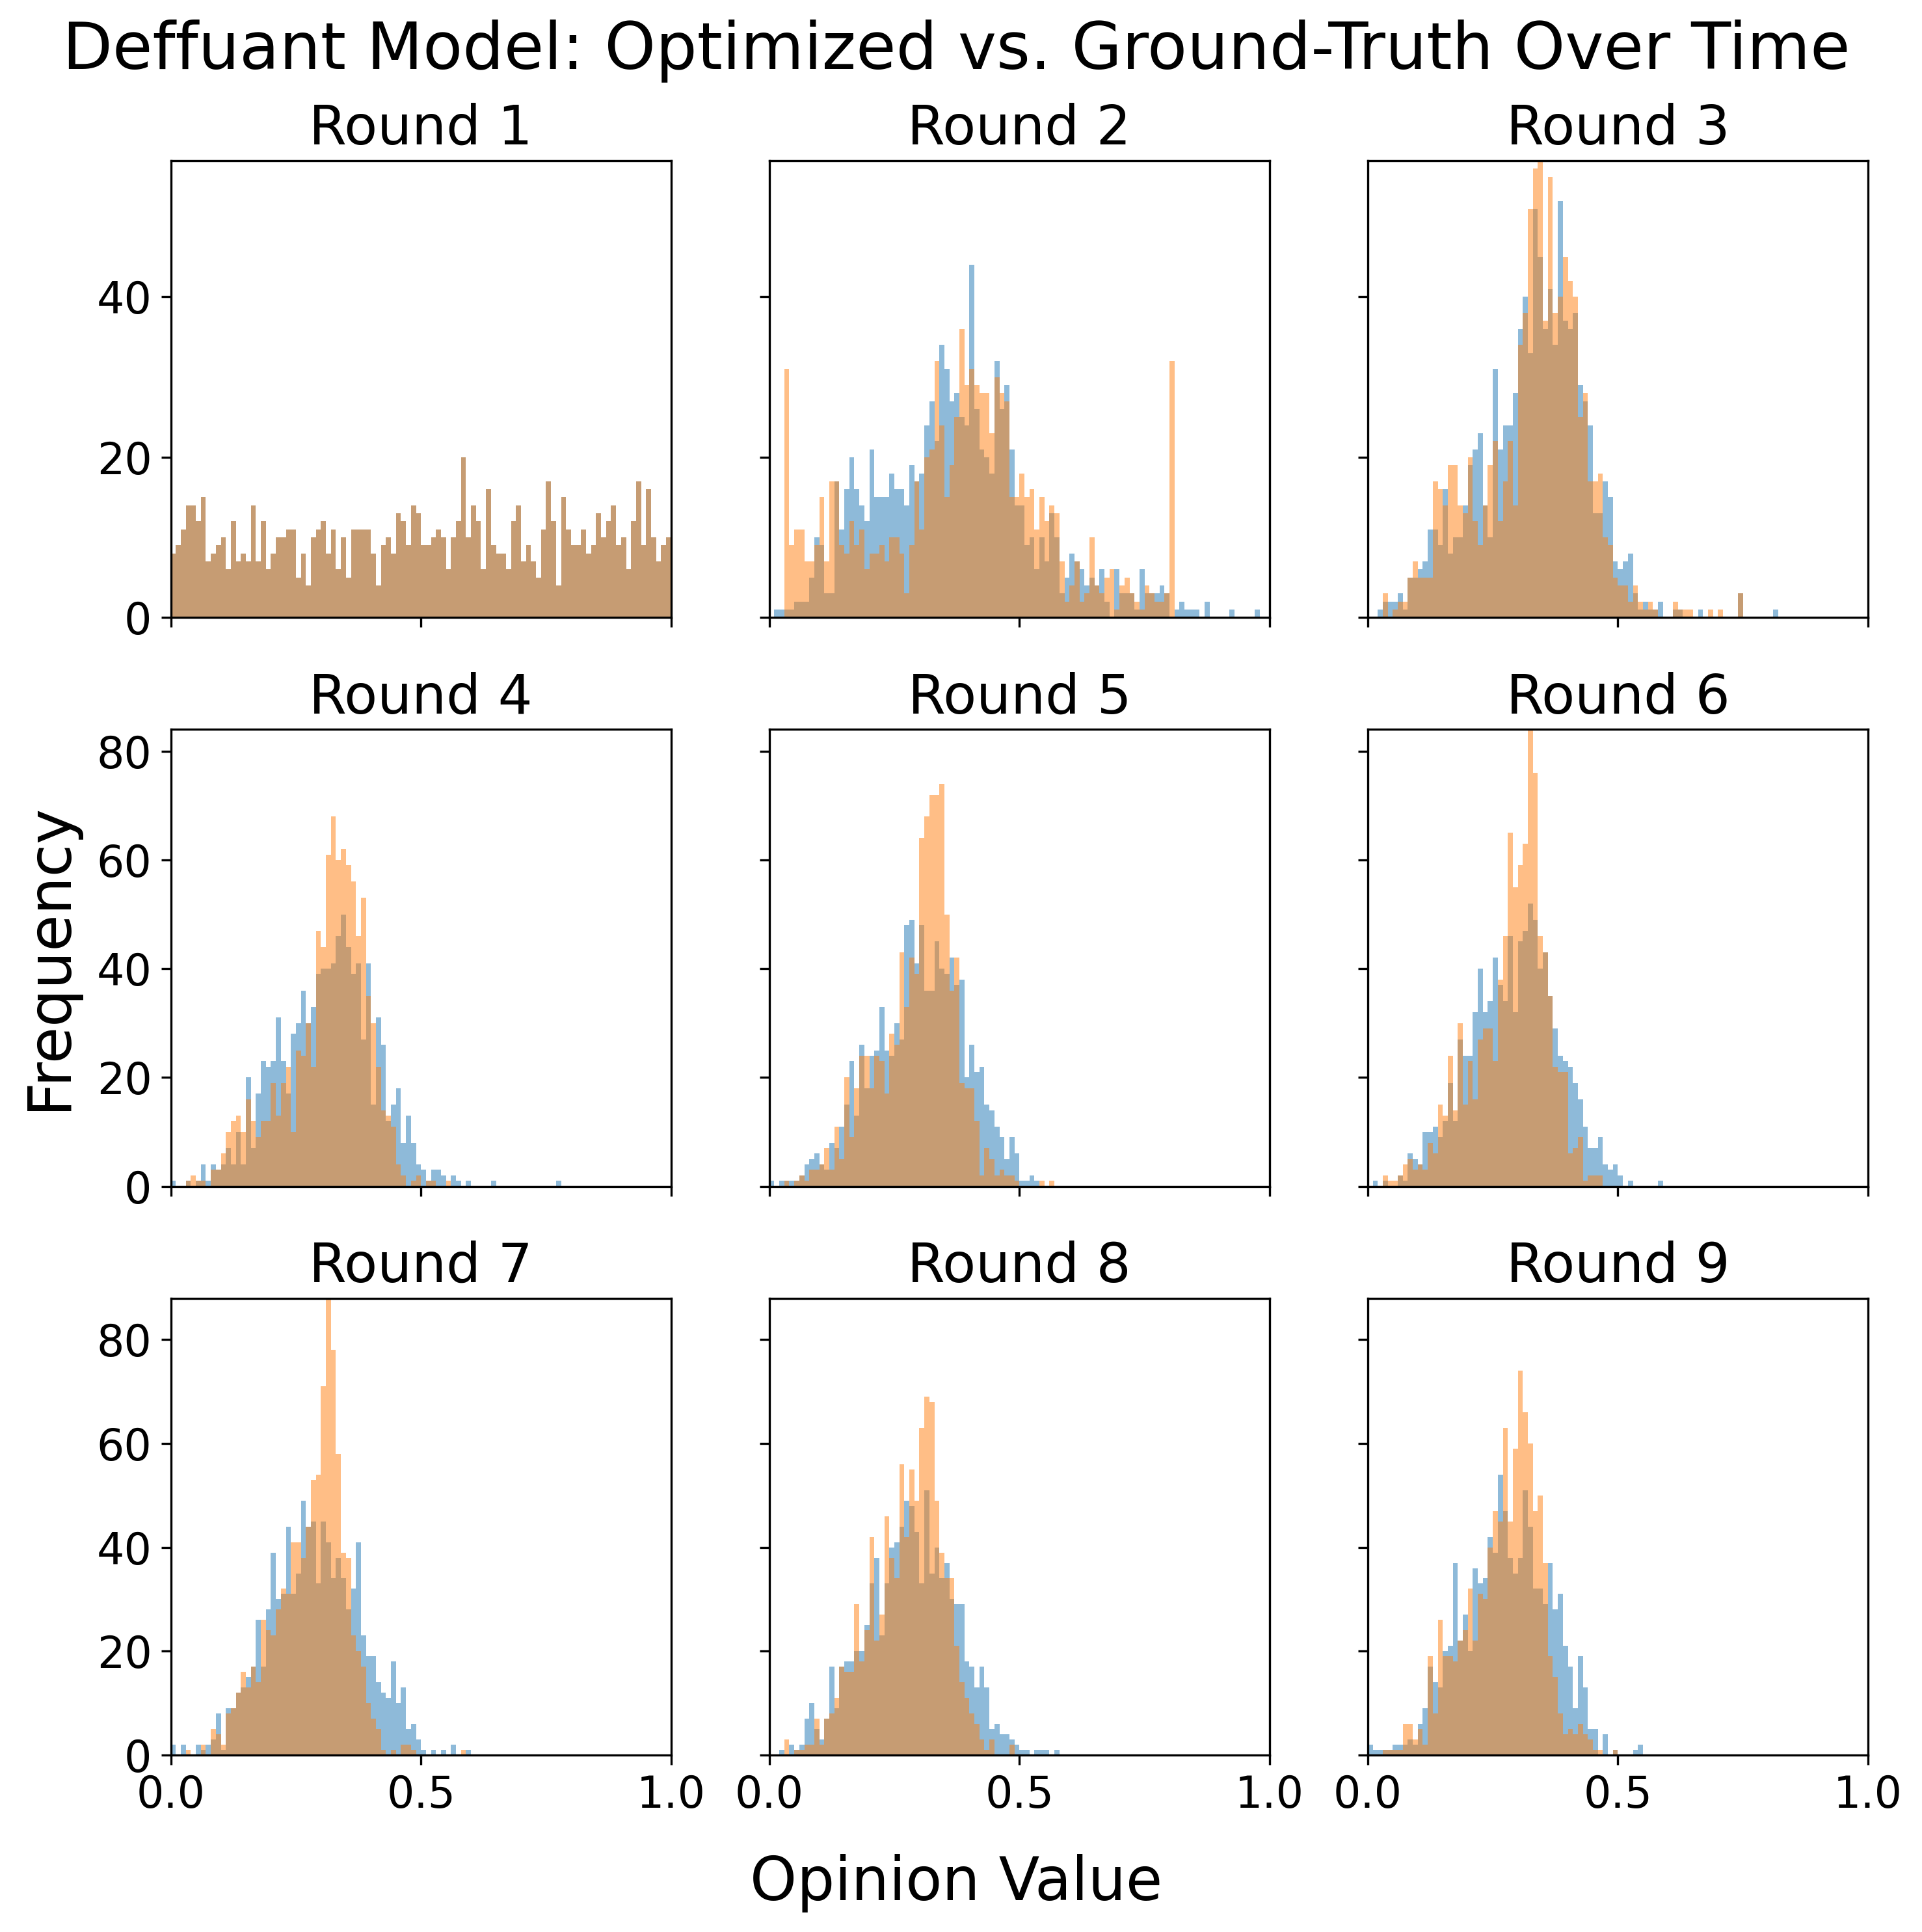 Deffuant Model: Optimized vs. Ground-Truth Over Time
Round 1
Round 2
Round 3
40
20
0
Round 4
Round 5
Round 6
80
60
40
20
0
Frequency
Round 7
Round 8
Round 9
80
60
40
20
0
0.0 0.5 1.0 0.0 0.5 1.0 0.0 0.5 1.0
Opinion Value